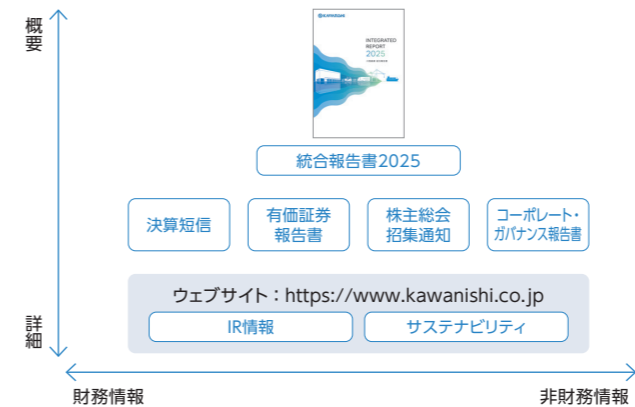 概要
KAWANISHI
INTEGRATED
REPORT
2025
統合報告書2025
決算短信
有価証券
報告書
株主総会
招集通知
コーポレート・
ガバナンス報告書
ウェブサイト：https://www.kawanishi.co.jp
IR情報
サステナビリティ
詳細
財務情報
非財務情報